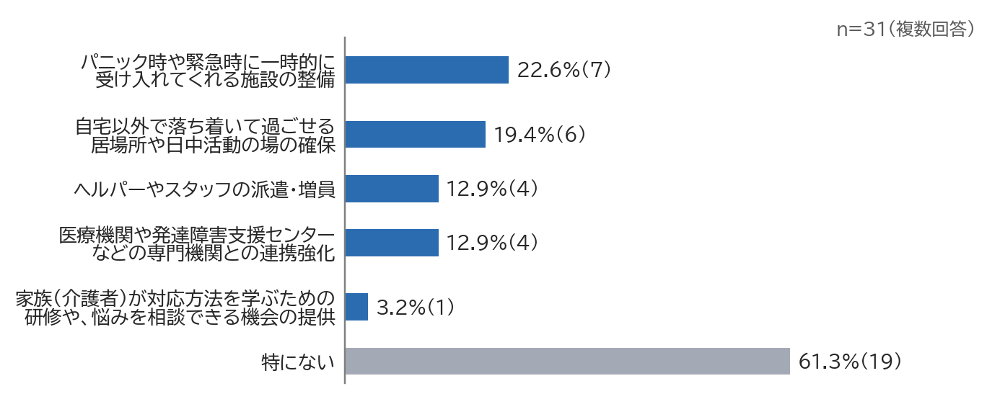 n=31(複数回答)
パニック時や緊急時に一時的に
受け入れてくれる施設の整備
22.6%(7)
自宅以外で落ち着いて過ごせる
居場所や日中活動の場の確保
19.4%(6)
ヘルパーやスタッフの派遣・増員
12.9%(4)
医療機関や発達障害支援センター
などの専門機関との連携強化
12.9%(4)
家族(介護者)が対応方法を学ぶための
研修や、悩みを相談できる機会の提供
3.2%(1)
特にない
61.3%(19)